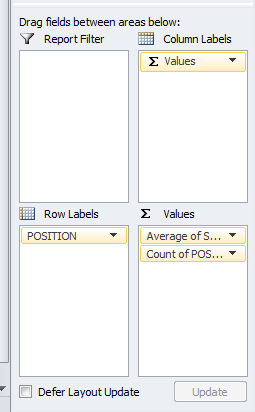 Drag fields between areas below:
Report Filter
Column Labels
Σ Values
Row Labels
Σ Values
POSITION
Average of S...
Count of POS...
Defer Layout Update
Update